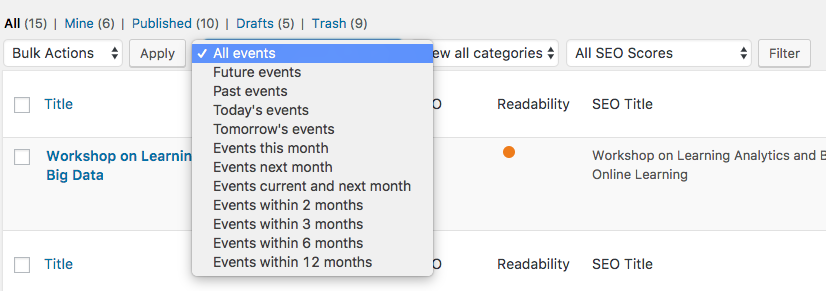 All (15) | Mine (6) | Published (10) | Drafts (5) | Trash (9)
Bulk Actions Apply All events all categories All SEO Scores Filter
Future events
Past events
Today's events
Tomorrow's events
Events this month
Events next month
Events current and next month
Events within 2 months
Events within 3 months
Events within 6 months
Events within 12 months
Title Readability SEO Title
Workshop on Workshop on Learning Analytics and
Big Data Online Learning
Title Readability SEO Title